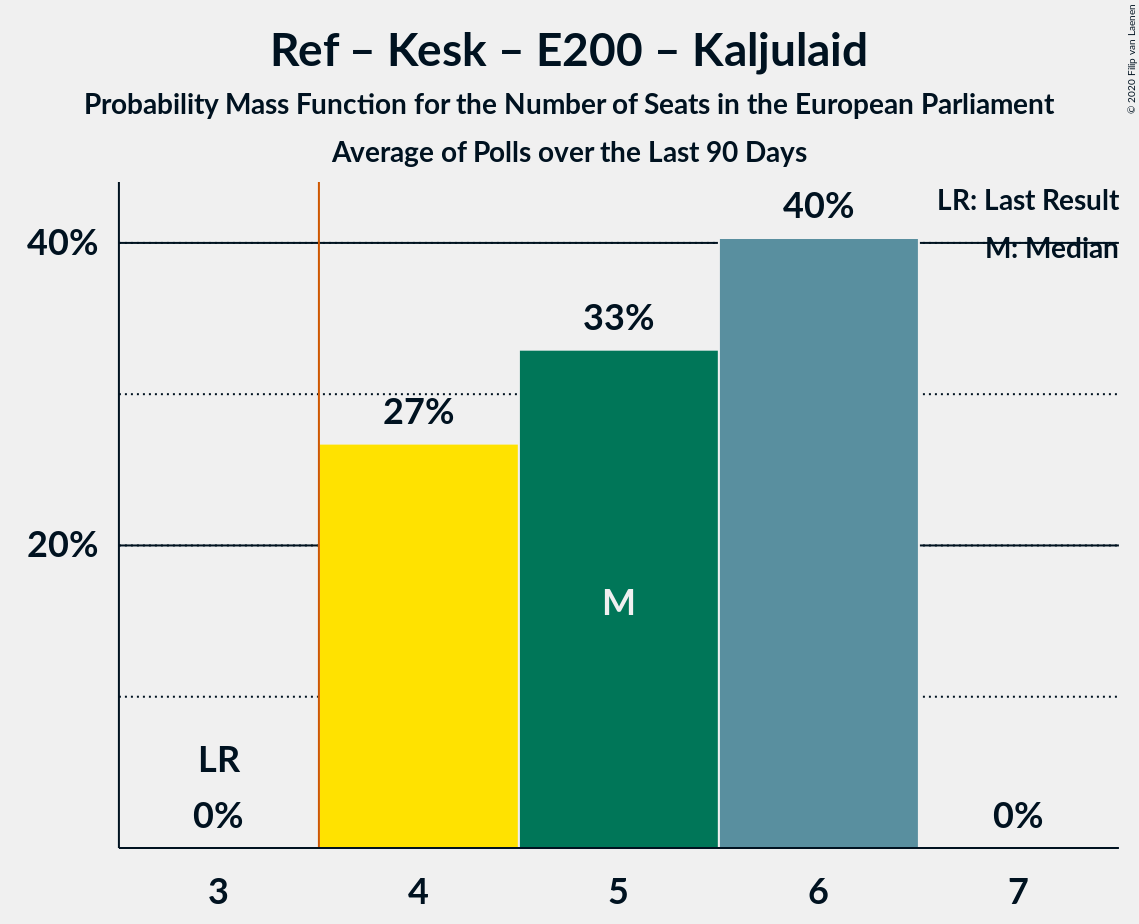 Ref – Kesk – E200 – Kaljulaid
Probability Mass Function for the Number of Seats in the European Parliament
Average of Polls over the Last 90 Days
© 2020 Filip van Laenen
LR: Last Result
M: Median
40%
20%
0%
27%
33%
40%
0%
LR
M
3
4
5
6
7